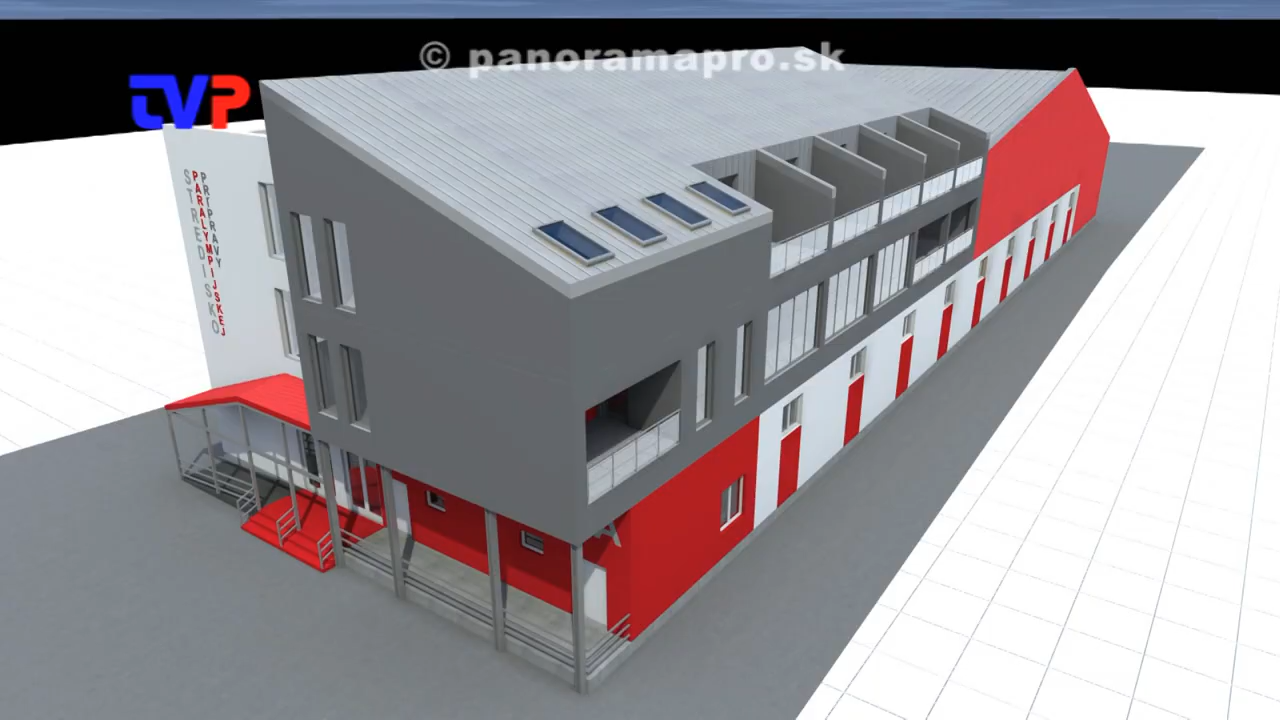 © panoramapro.sk
TVP
STREDISKO
PARALYMPIJSKEJ
PRÍPRAVY